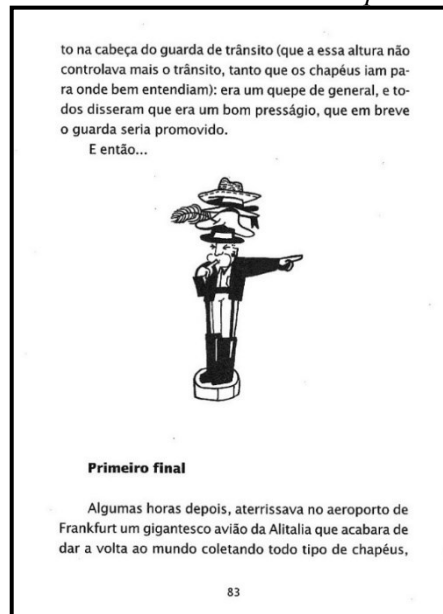 to na cabeça do guarda de trânsito (que a essa altura não
controlava mais o trânsito, tanto que os chapéus iam pa-
ra onde bem entendiam): era um quepe de general, e to-
dos disseram que era um bom presságio, que em breve
o guarda seria promovido.
E então...
Primeiro final
Algumas horas depois, aterrissava no aeroporto de
Frankfurt um gigantesco avião da Alitalia que acabara de
dar a volta ao mundo coletando todo tipo de chapéus,
83